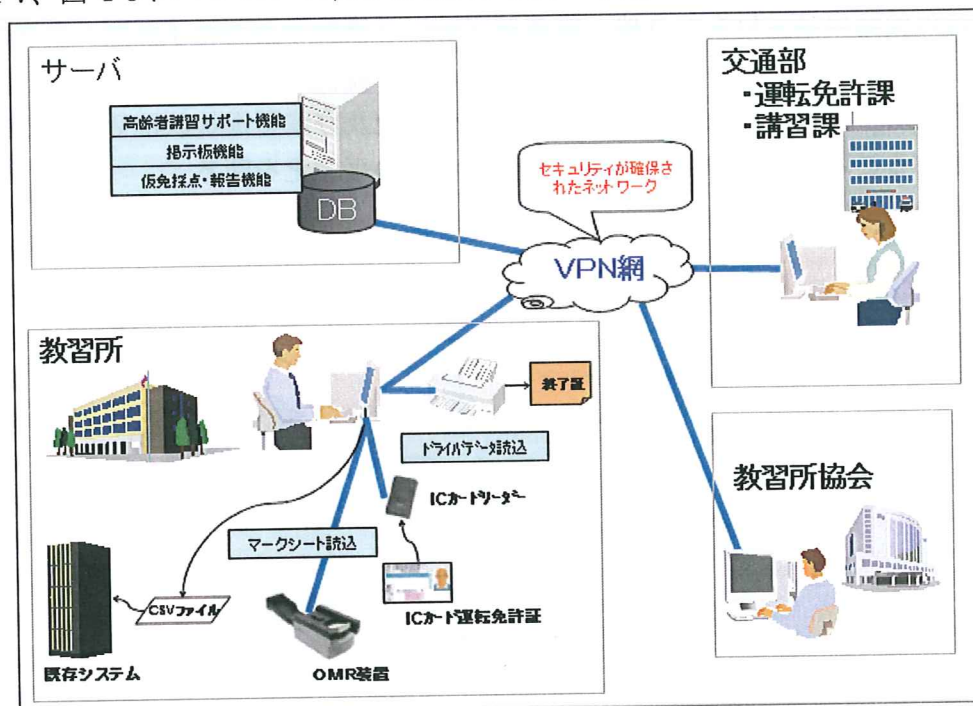 サーバ
高齢者講習サポート機能
掲示板機能
仮免採点・報告機能
DB
交通部
・運転免許課
・講習課
セキュリティが確保さ
れたネットワーク
VPN網
教習所
終了証
ドライバデータ読込
ICカードリーダー
マークシート読込
CSVファイル
ICカード運転免許証
既存システム
OMR装置
教習所協会